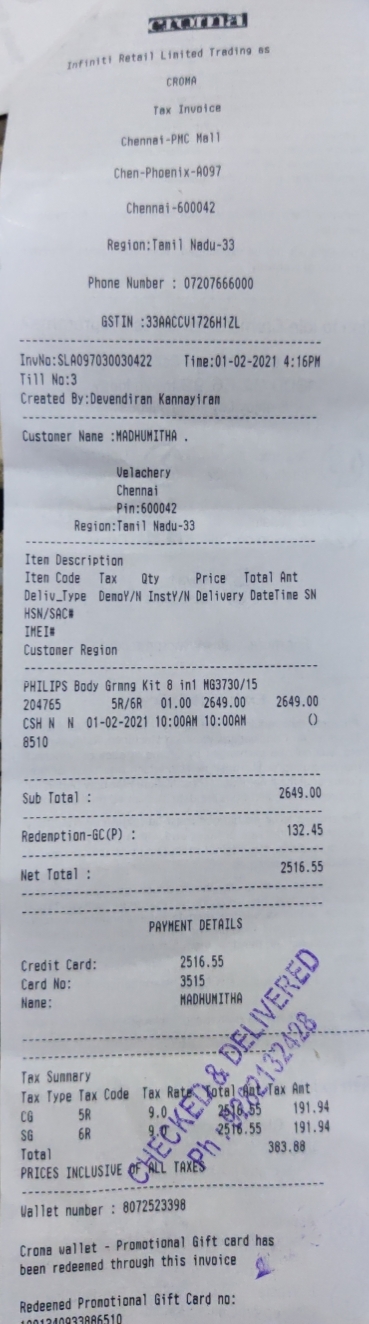 croma
Infiniti Retail Limited Trading as
CROMA
Tax Invoice
Chennai-PMC Mall
Chen-Phoenix-A097
Chennai-600042
Region:Tamil Nadu-33
Phone Number : 07207666000
GSTIN :33AACCV1726H1ZL
InvNo:SLA097030030422 Time:01-02-2021 4:16PM
Till No:3
Created By:Devendiran Kannayiran
Customer Name :MADHUMITHA .
Velachery
Chennai
Pin:600042
Region:Tamil Nadu-33
Item Description
Item Code Tax Qty Price Total Amt
Deliv_Type DemoY/N InstY/N Delivery DateTime SN
HSN/SAC#
IMEI#
Customer Region
PHILIPS Body Grmng Kit 8 in1 MG3730/15
204765 5R/6R 01.00 2649.00 2649.00
CSH N N 01-02-2021 10:00AM 10:00AM ()
8510
Sub Total : 2649.00
Redemption-GC(P) : 132.45
Net Total : 2516.55
PAYMENT DETAILS
Credit Card: 2516.55
Card No: 3515
Name: MADHUMITHA
CHECKED & DELIVERED
Tax Summary
Tax Type Tax Code Tax Rate Total Amt Tax Amt
CG 5R 9.0 2516.55 191.94
SG 6R 9.0 2516.55 191.94
Total 383.88
PRICES INCLUSIVE OF ALL TAXES
Wallet number : 8072523398
Croma wallet - Promotional Gift card has
been redeemed through this invoice
Redeemed Promotional Gift Card no: